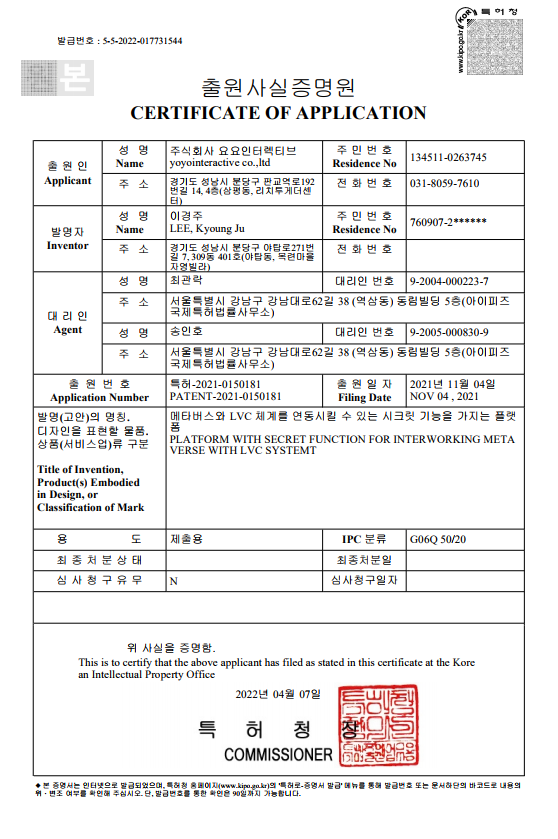 특 허 청
www.kipo.go.kr
KOR
발급번호 : 5-5-2022-017731544
본
출원사실증명원
CERTIFICATE OF APPLICATION
출 원 인
Applicant
성 명
Name
주식회사 요요인터렉티브
yoyointeractive co.,ltd
주 민 번 호
Residence No
134511-0263745
주 소
경기도 성남시 분당구 판교역로192
번길 14, 4층(삼평동, 리치투게더센
터)
전 화 번 호
031-8059-7610
발명자
Inventor
성 명
Name
이경주
LEE, Kyoung Ju
주 민 번 호
Residence No
760907-2******
주 소
경기도 성남시 분당구 야탑로271번
길 7, 309동 401호(야탑동, 목련마을
자영빌라)
전 화 번 호
대 리 인
Agent
성 명
최관락
대리인 번호
9-2004-000223-7
주 소
서울특별시 강남구 강남대로62길 38 (역삼동) 동림빌딩 5층(아이피즈
국제특허법률사무소)
성 명
송인호
대리인 번호
9-2005-000830-9
주 소
서울특별시 강남구 강남대로62길 38 (역삼동) 동림빌딩 5층(아이피즈
국제특허법률사무소)
출 원 번 호
Application Number
특허-2021-0150181
PATENT-2021-0150181
출 원 일 자
Filing Date
2021년 11월 04일
NOV 04 , 2021
발명(고안)의 명칭.
디자인을 표현할 물품.
상품(서비스업)류 구분
Title of Invention,
Product(s) Embodied
in Design, or
Classification of Mark
메타버스와 LVC 체계를 연동시킬 수 있는 시크릿 기능을 가지는 플랫
폼
PLATFORM WITH SECRET FUNCTION FOR INTERWORKING META
VERSE WITH LVC SYSTEMT
용 도
제출용
IPC 분류
G06Q 50/20
최 종 처 분 상 태
최종처분일
심 사 청 구 유 무
N
심사청구일자
위 사실을 증명함.
This is to certify that the above applicant has filed as stated in this certificate at the Kore
an Intellectual Property Office
2022년 04월 07일
특 허 청 장
COMMISSIONER
◆ 본 증명서는 인터넷으로 발급되었으며, 특허청 홈페이지(www.kipo.go.kr)의 '특허로-증명서 발급' 메뉴를 통해 발급번호 또는 문서하단의 바코드로 내용의
위ㆍ변조 여부를 확인해 주십시오. 단, 발급번호를 통한 확인은 90일까지 가능합니다.